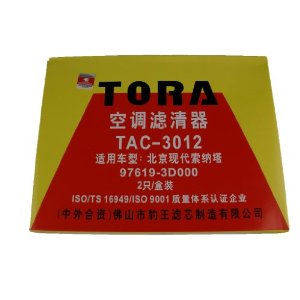 TORA
空调滤清器
TAC-3012
适用车型：北京现代索纳塔
97619-3D000
2只/盒装
ISO/TS 16949/ISO 9001 质量体系认证企业
(中外合资)佛山市豹王滤芯制造有限公司